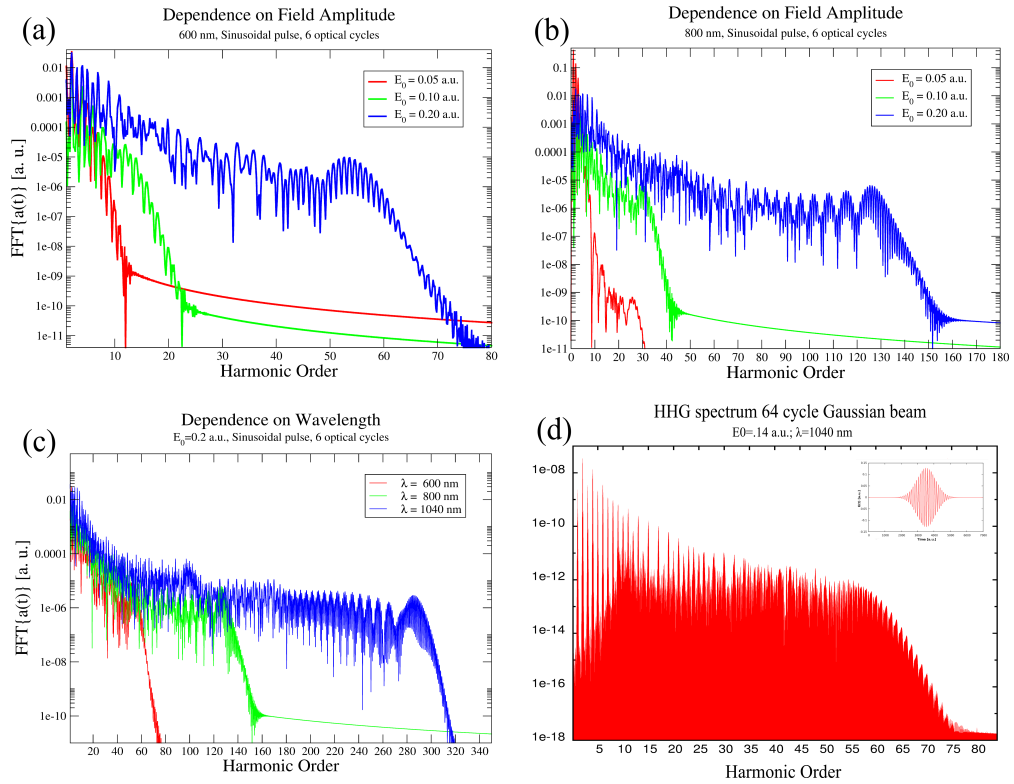 (a)
Dependence on Field Amplitude
600 nm, Sinusoidal pulse, 6 optical cycles
FFT{a(t)} [a. u.]
0.01
0.001
0.0001
1e-05
1e-06
1e-07
1e-08
1e-09
1e-10
1e-11
E0 = 0.05 a.u.
E0 = 0.10 a.u.
E0 = 0.20 a.u.
10 20 30 40 50 60 70 80
Harmonic Order
(b)
Dependence on Field Amplitude
800 nm, Sinusoidal pulse, 6 optical cycles
0.1
0.01
0.001
0.0001
1e-05
1e-06
1e-07
1e-08
1e-09
1e-10
1e-11
E0 = 0.05 a.u.
E0 = 0.10 a.u.
E0 = 0.20 a.u.
0 10 20 30 40 50 60 70 80 90 100 110 120 130 140 150 160 170 180
Harmonic Order
(c)
Dependence on Wavelength
E0=0.2 a.u., Sinusoidal pulse, 6 optical cycles
FFT{a(t)} [a. u.]
0.01
0.0001
1e-06
1e-08
1e-10
λ = 600 nm
λ = 800 nm
λ = 1040 nm
20 40 60 80 100 120 140 160 180 200 220 240 260 280 300 320 340
Harmonic Order
(d)
HHG spectrum 64 cycle Gaussian beam
E0=.14 a.u.; λ=1040 nm
1e-08
1e-10
1e-12
1e-14
1e-16
1e-18
Time [a.u.]
5 10 15 20 25 30 35 40 45 50 55 60 65 70 75 80
Harmonic Order